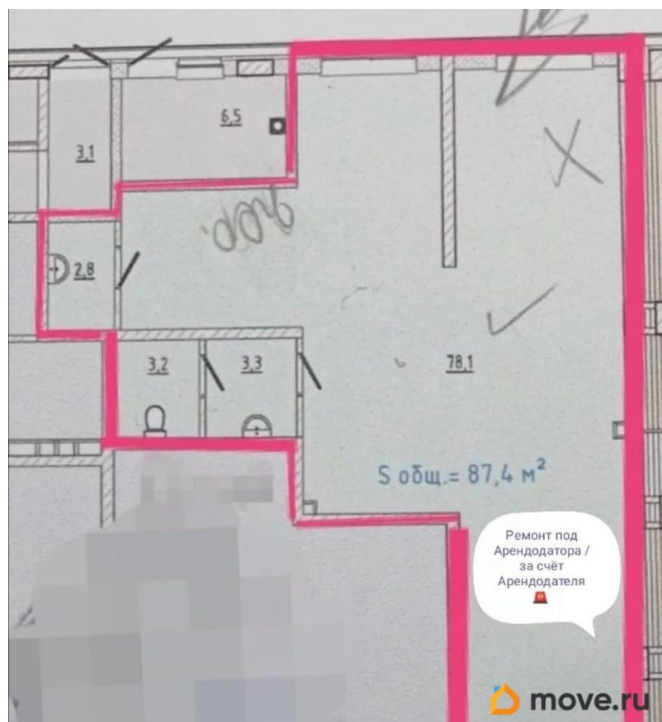 6,5
3,1
2,8
3,2
3,3
78,1
S общ.= 87,4 м²
Ремонт под
Арендодатора /
за счёт
Арендодателя
move.ru